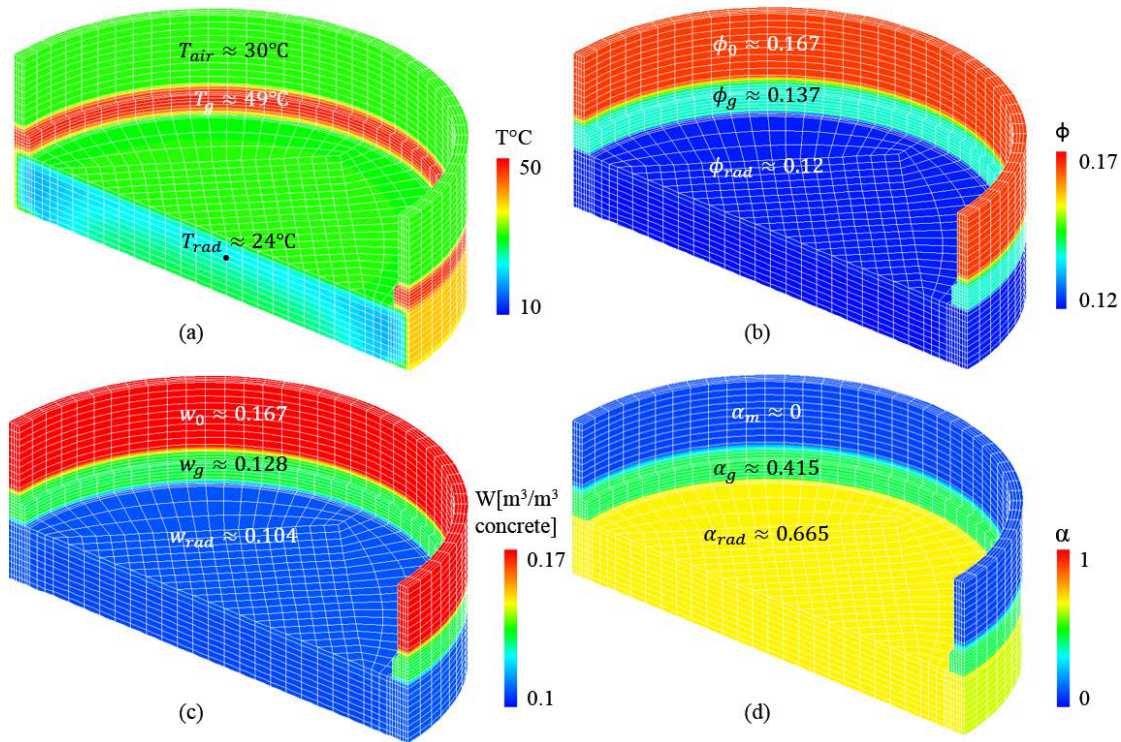 T_air ≈ 30°C
T_g ≈ 49°C
T_rad ≈ 24°C
T°C
50
10
(a)
ϕ_0 ≈ 0.167
ϕ_g ≈ 0.137
ϕ_rad ≈ 0.12
ϕ
0.17
0.12
(b)
w_0 ≈ 0.167
w_g ≈ 0.128
w_rad ≈ 0.104
W[m³/m³
concrete]
0.17
0.1
(c)
α_m ≈ 0
α_g ≈ 0.415
α_rad ≈ 0.665
α
1
0
(d)